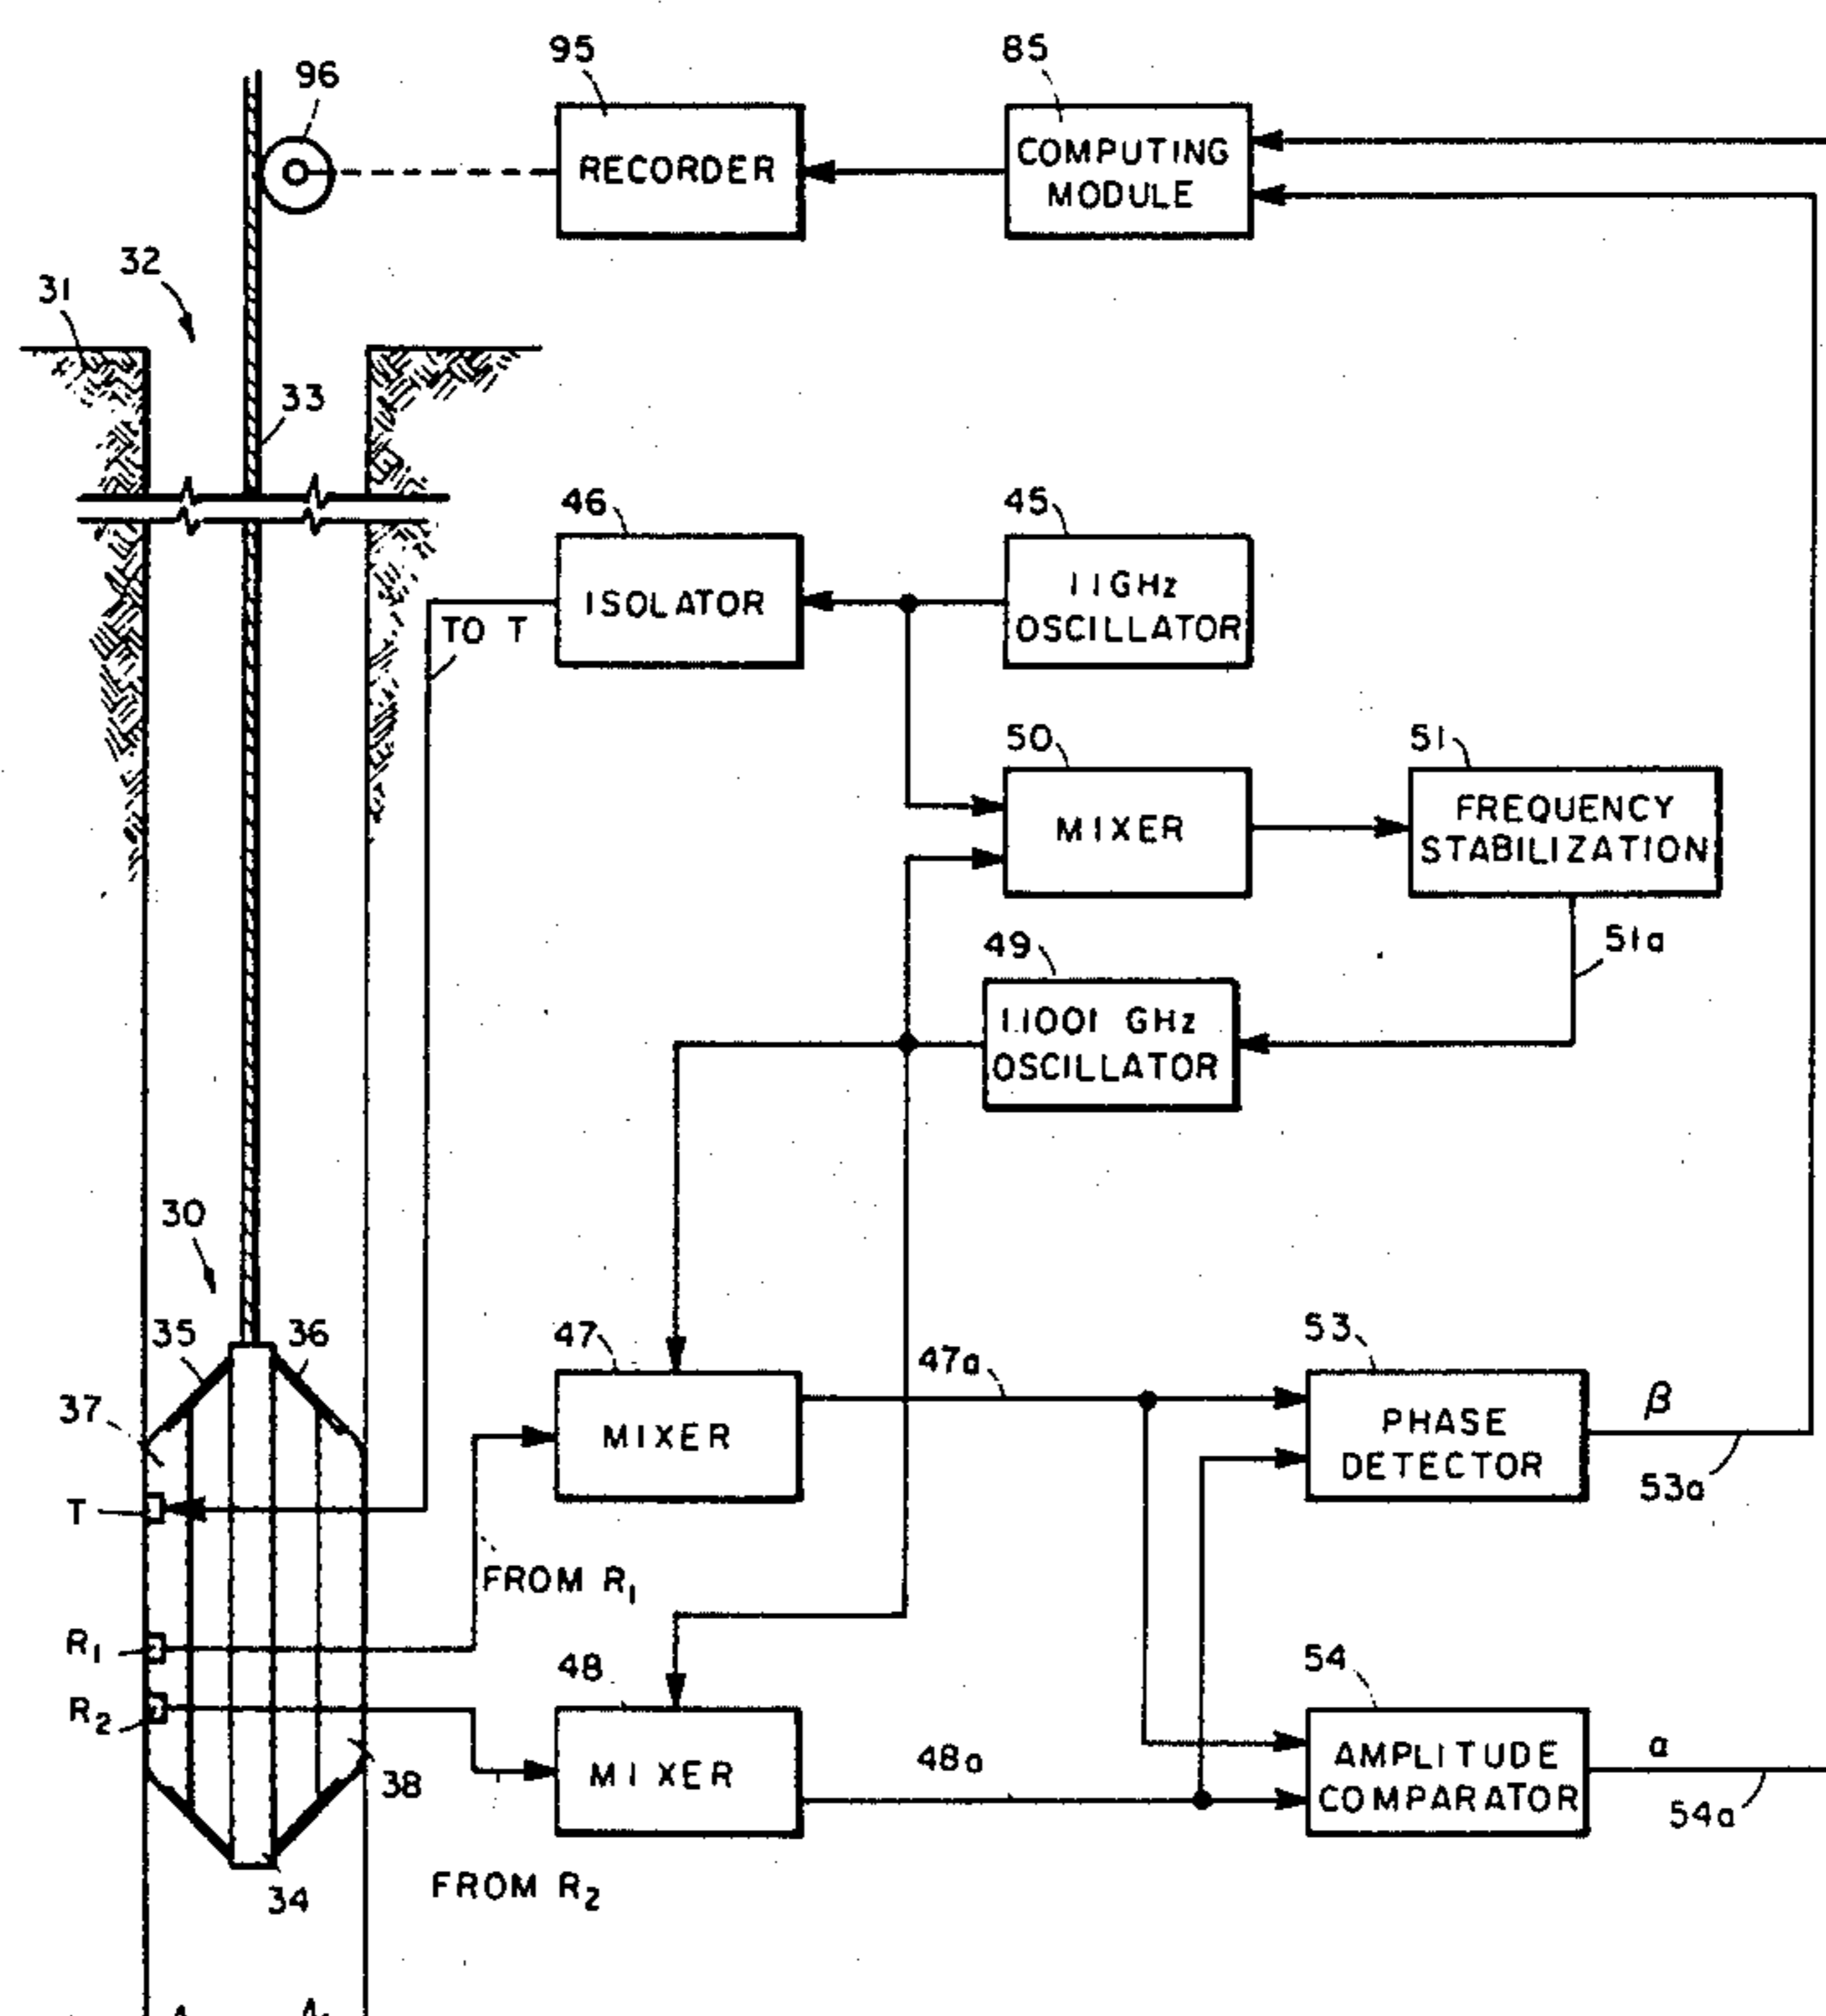 95
85
96
RECORDER
COMPUTING
MODULE
32
31
33
46
45
ISOLATOR
11GHz
OSCILLATOR
TO T
50
51
MIXER
FREQUENCY
STABILIZATION
49
51a
11001 GHz
OSCILLATOR
30
35
36
47
47a
53
37
MIXER
PHASE
DETECTOR
β
53a
T
FROM R1
R1
48
54
R2
MIXER
48a
AMPLITUDE
COMPARATOR
α
54a
38
34
FROM R2